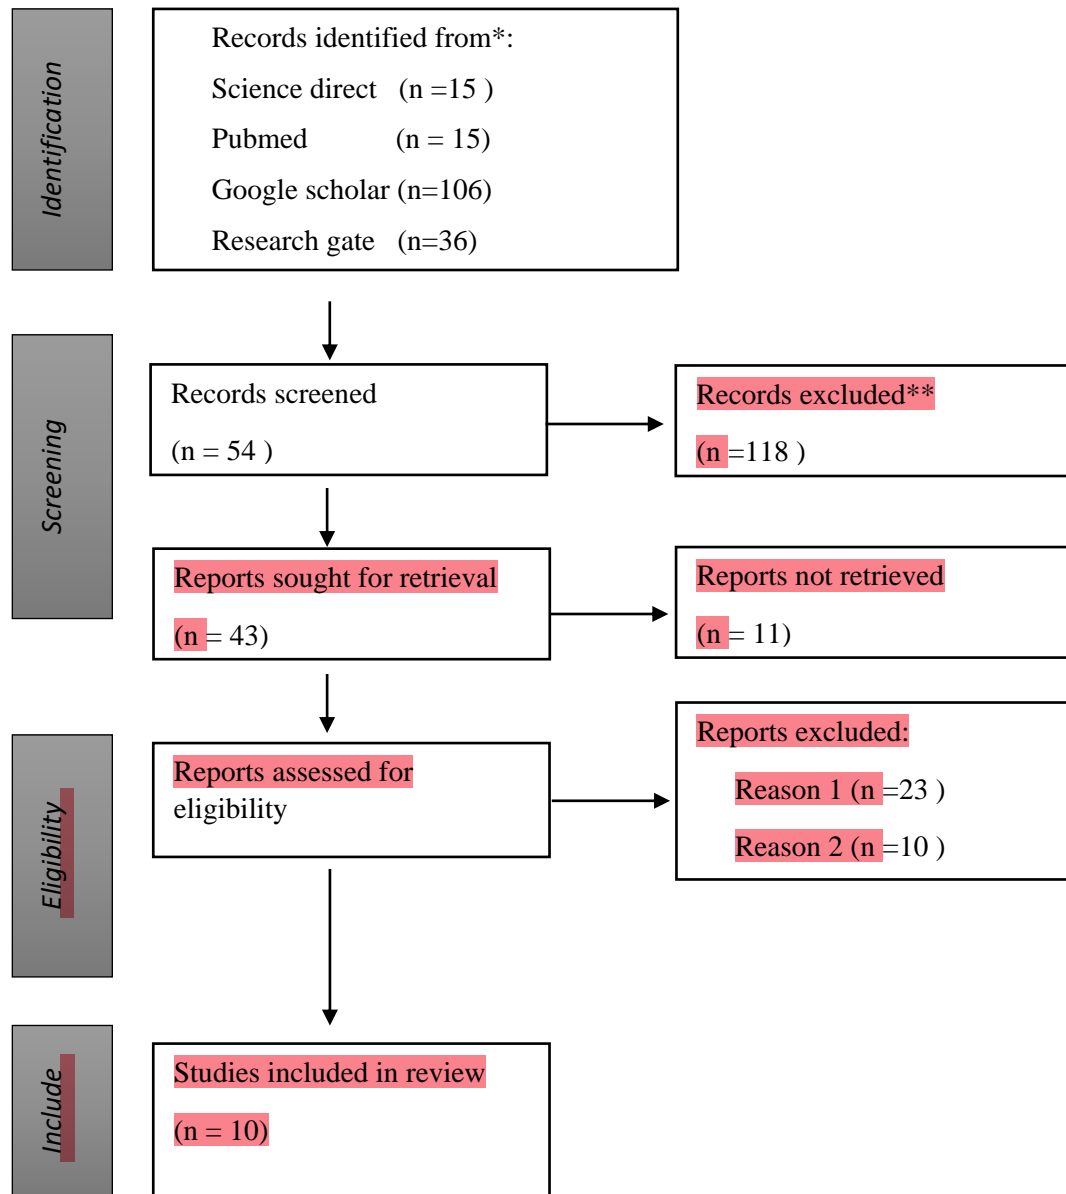 Identification
Records identified from*:
Science direct (n =15 )
Pubmed (n = 15)
Google scholar (n=106)
Research gate (n=36)
Screening
Records screened
(n = 54 )
Records excluded**
(n =118 )
Reports sought for retrieval
(n = 43)
Reports not retrieved
(n = 11)
Eligibility
Reports assessed for
eligibility
Reports excluded:
Reason 1 (n =23 )
Reason 2 (n =10 )
Include
Studies included in review
(n = 10)